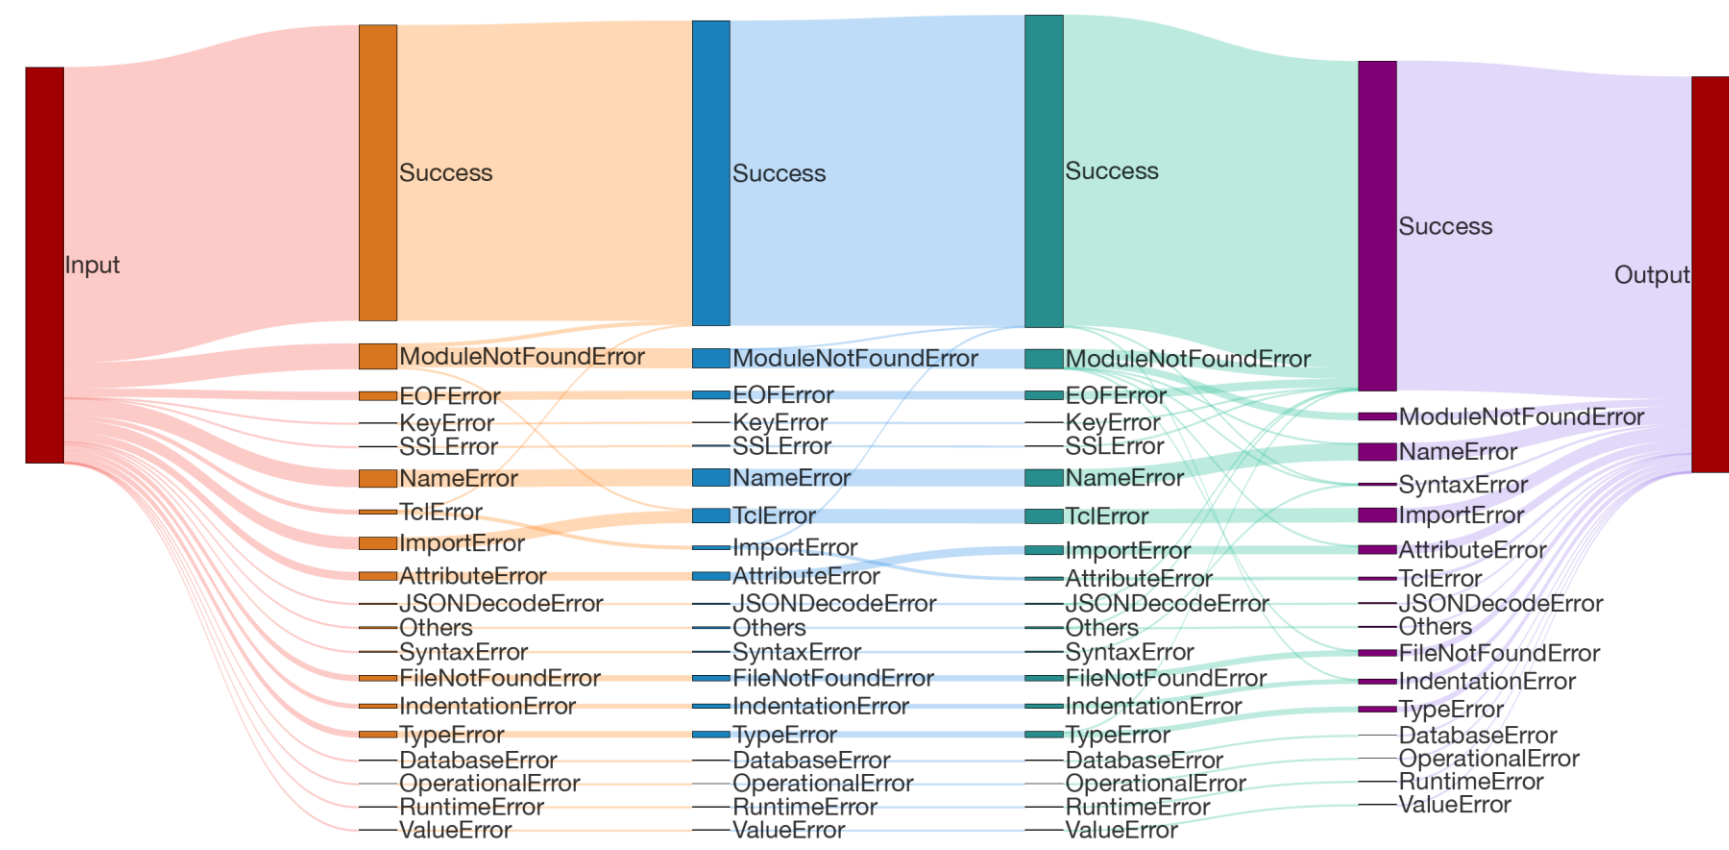 Input
Success
ModuleNotFoundError
EOFError
KeyError
SSLError
NameError
TclError
ImportError
AttributeError
JSONDecodeError
Others
SyntaxError
FileNotFoundError
IndentationError
TypeError
DatabaseError
OperationalError
RuntimeError
ValueError
Success
ModuleNotFoundError
EOFError
KeyError
SSLError
NameError
TclError
ImportError
AttributeError
JSONDecodeError
Others
SyntaxError
FileNotFoundError
IndentationError
TypeError
DatabaseError
OperationalError
RuntimeError
ValueError
Success
ModuleNotFoundError
EOFError
KeyError
SSLError
NameError
TclError
ImportError
AttributeError
JSONDecodeError
Others
SyntaxError
FileNotFoundError
IndentationError
TypeError
DatabaseError
OperationalError
RuntimeError
ValueError
Success
ModuleNotFoundError
NameError
SyntaxError
ImportError
AttributeError
TclError
JSONDecodeError
Others
FileNotFoundError
IndentationError
TypeError
DatabaseError
OperationalError
RuntimeError
ValueError
Output